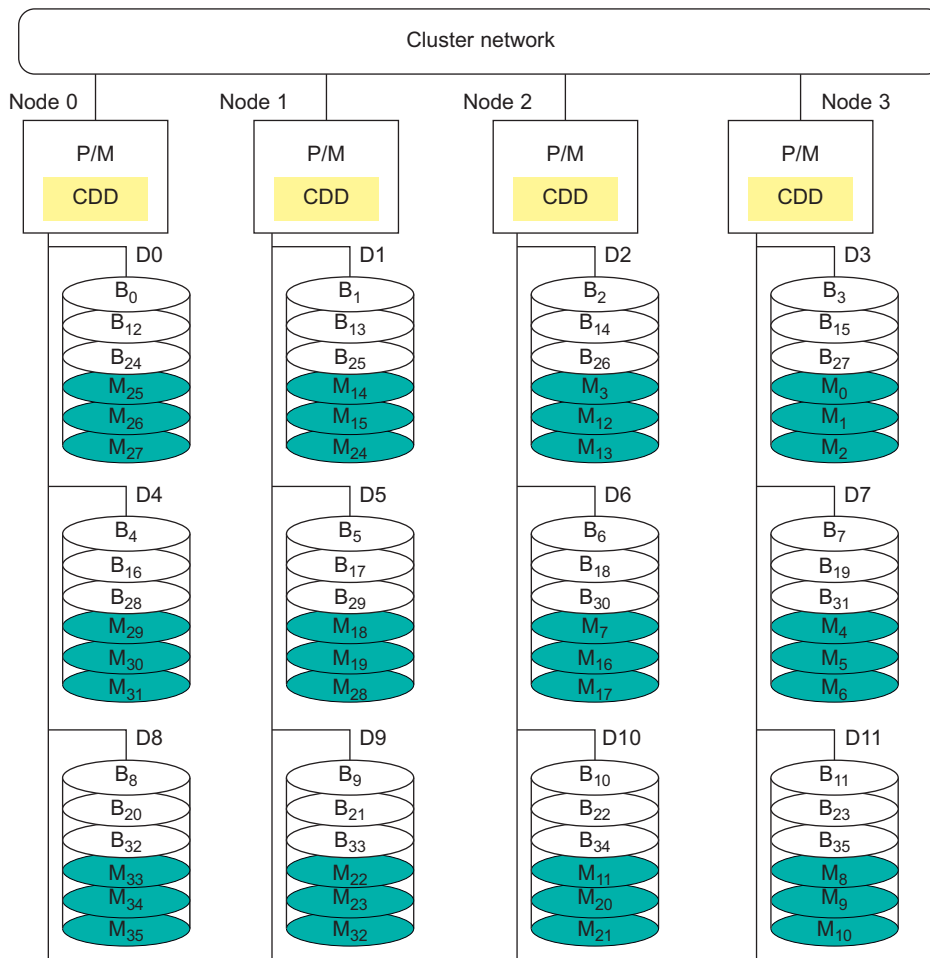 Cluster network
Node 0 Node 1 Node 2 Node 3
P/M P/M P/M P/M
CDD CDD CDD CDD
D0 D1 D2 D3
B0 B1 B2 B3
B12 B13 B14 B15
B24 B25 B26 B27
M25 M14 M3 M0
M26 M15 M12 M1
M27 M24 M13 M2
D4 D5 D6 D7
B4 B5 B6 B7
B16 B17 B18 B19
B28 B29 B30 B31
M29 M18 M7 M4
M30 M19 M16 M5
M31 M28 M17 M6
D8 D9 D10 D11
B8 B9 B10 B11
B20 B21 B22 B23
B32 B33 B34 B35
M33 M22 M11 M8
M34 M23 M20 M9
M35 M32 M21 M10